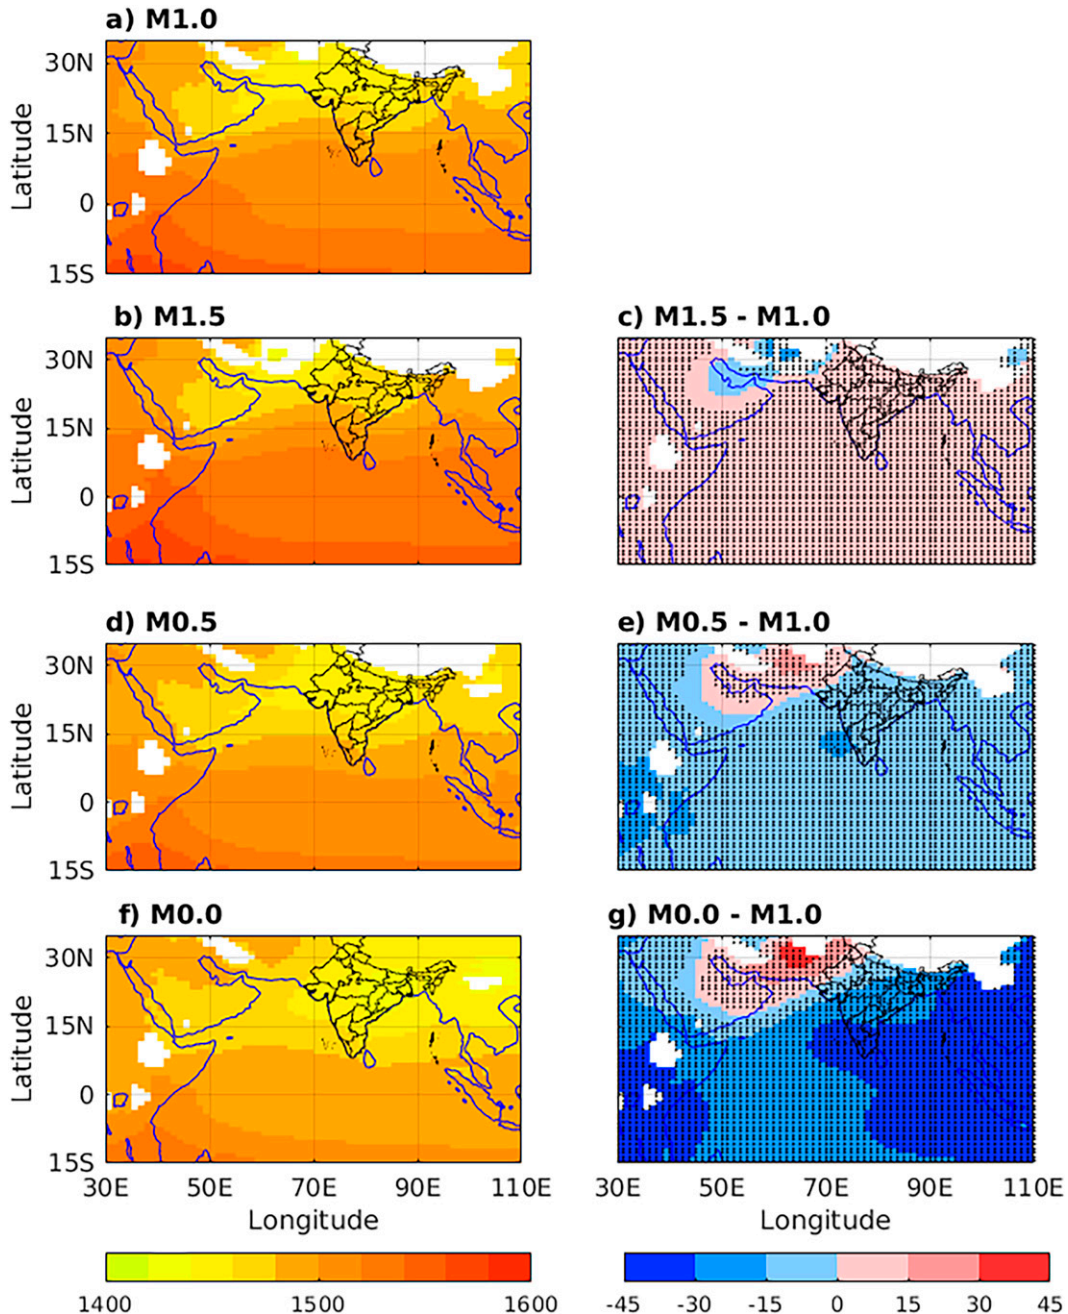 a) M1.0
30N
15N
0
15S
Latitude
b) M1.5
30N
15N
0
15S
Latitude
c) M1.5 - M1.0
d) M0.5
30N
15N
0
15S
Latitude
e) M0.5 - M1.0
f) M0.0
30N
15N
0
15S
Latitude
30E 50E 70E 90E 110E
Longitude
g) M0.0 - M1.0
30E 50E 70E 90E 110E
Longitude
1400 1500 1600
-45 -30 -15 0 15 30 45